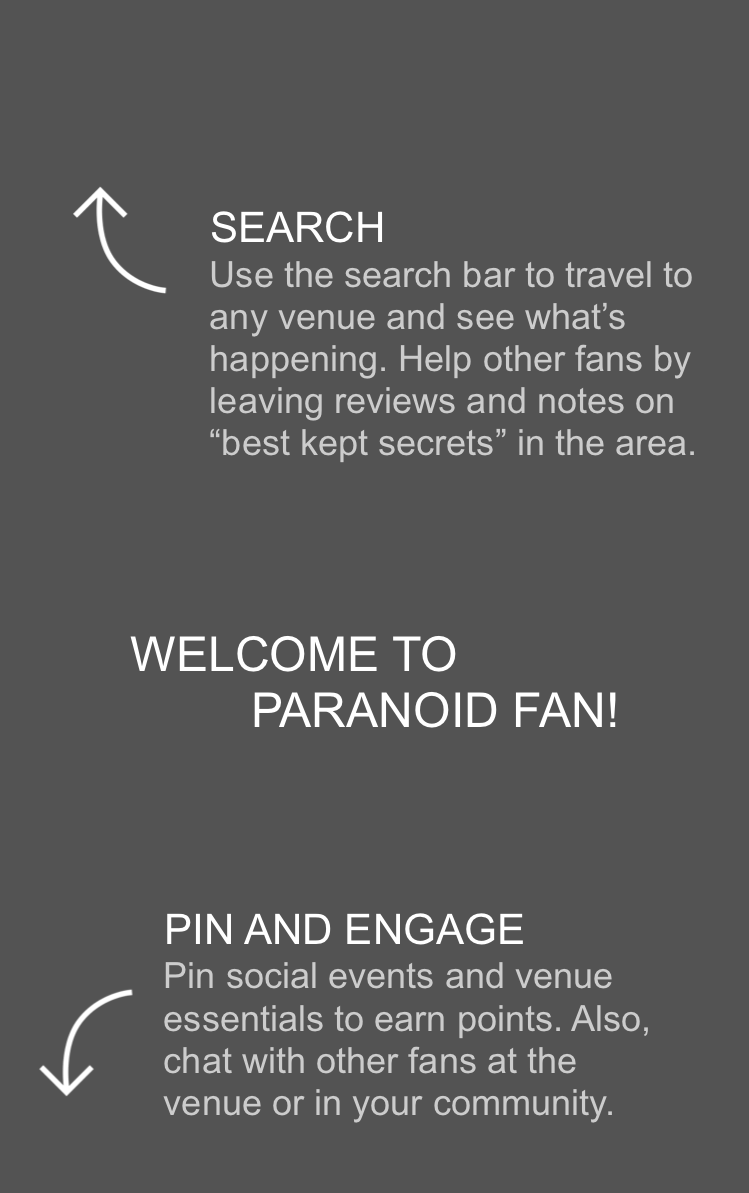 SEARCH
Use the search bar to travel to
any venue and see what’s
happening. Help other fans by
leaving reviews and notes on
“best kept secrets” in the area.
WELCOME TO
PARANOID FAN!
PIN AND ENGAGE
Pin social events and venue
essentials to earn points. Also,
chat with other fans at the
venue or in your community.